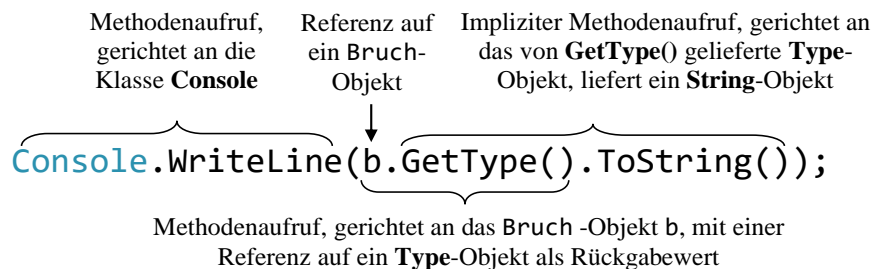 Methodenaufruf,
gerichtet an die
Klasse Console
Referenz auf
ein Bruch-
Objekt
Impliziter Methodenaufruf, gerichtet an
das von GetType() gelieferte Type-
Objekt, liefert ein String-Objekt
Console.WriteLine(b.GetType().ToString());
Methodenaufruf, gerichtet an das Bruch -Objekt b, mit einer
Referenz auf ein Type-Objekt als Rückgabewert